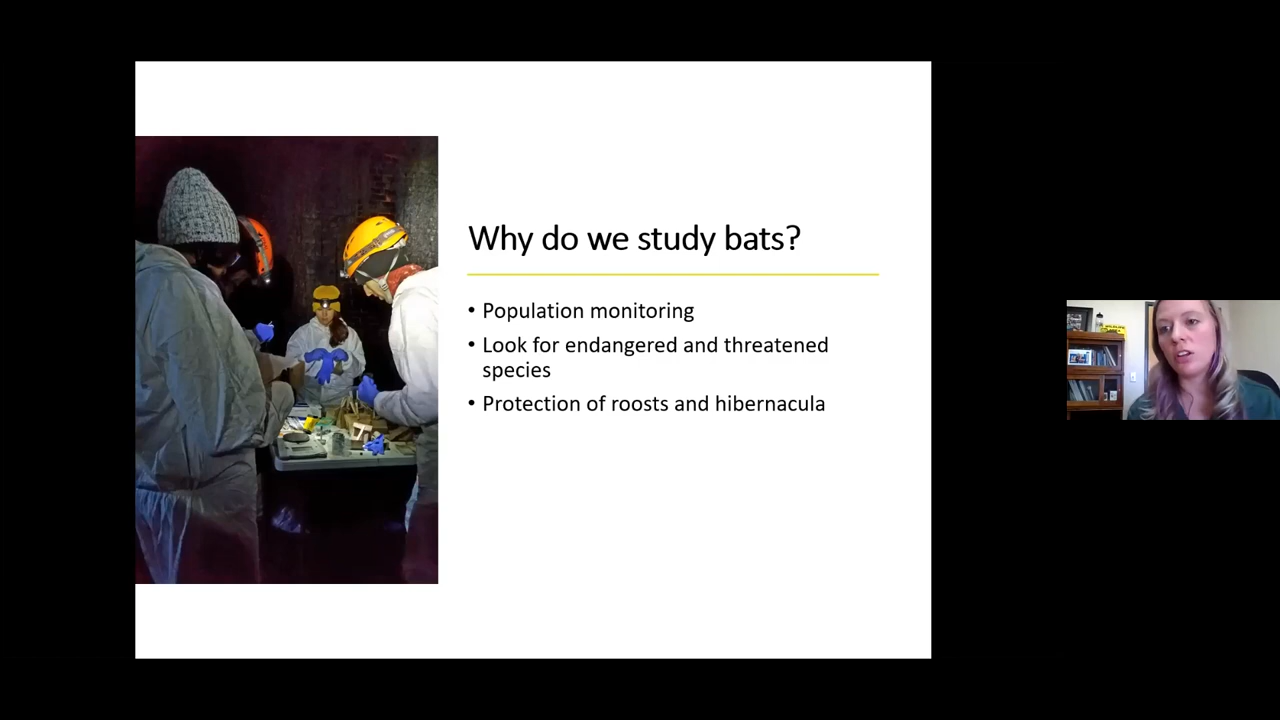 Why do we study bats?
• Population monitoring
• Look for endangered and threatened
species
• Protection of roosts and hibernacula